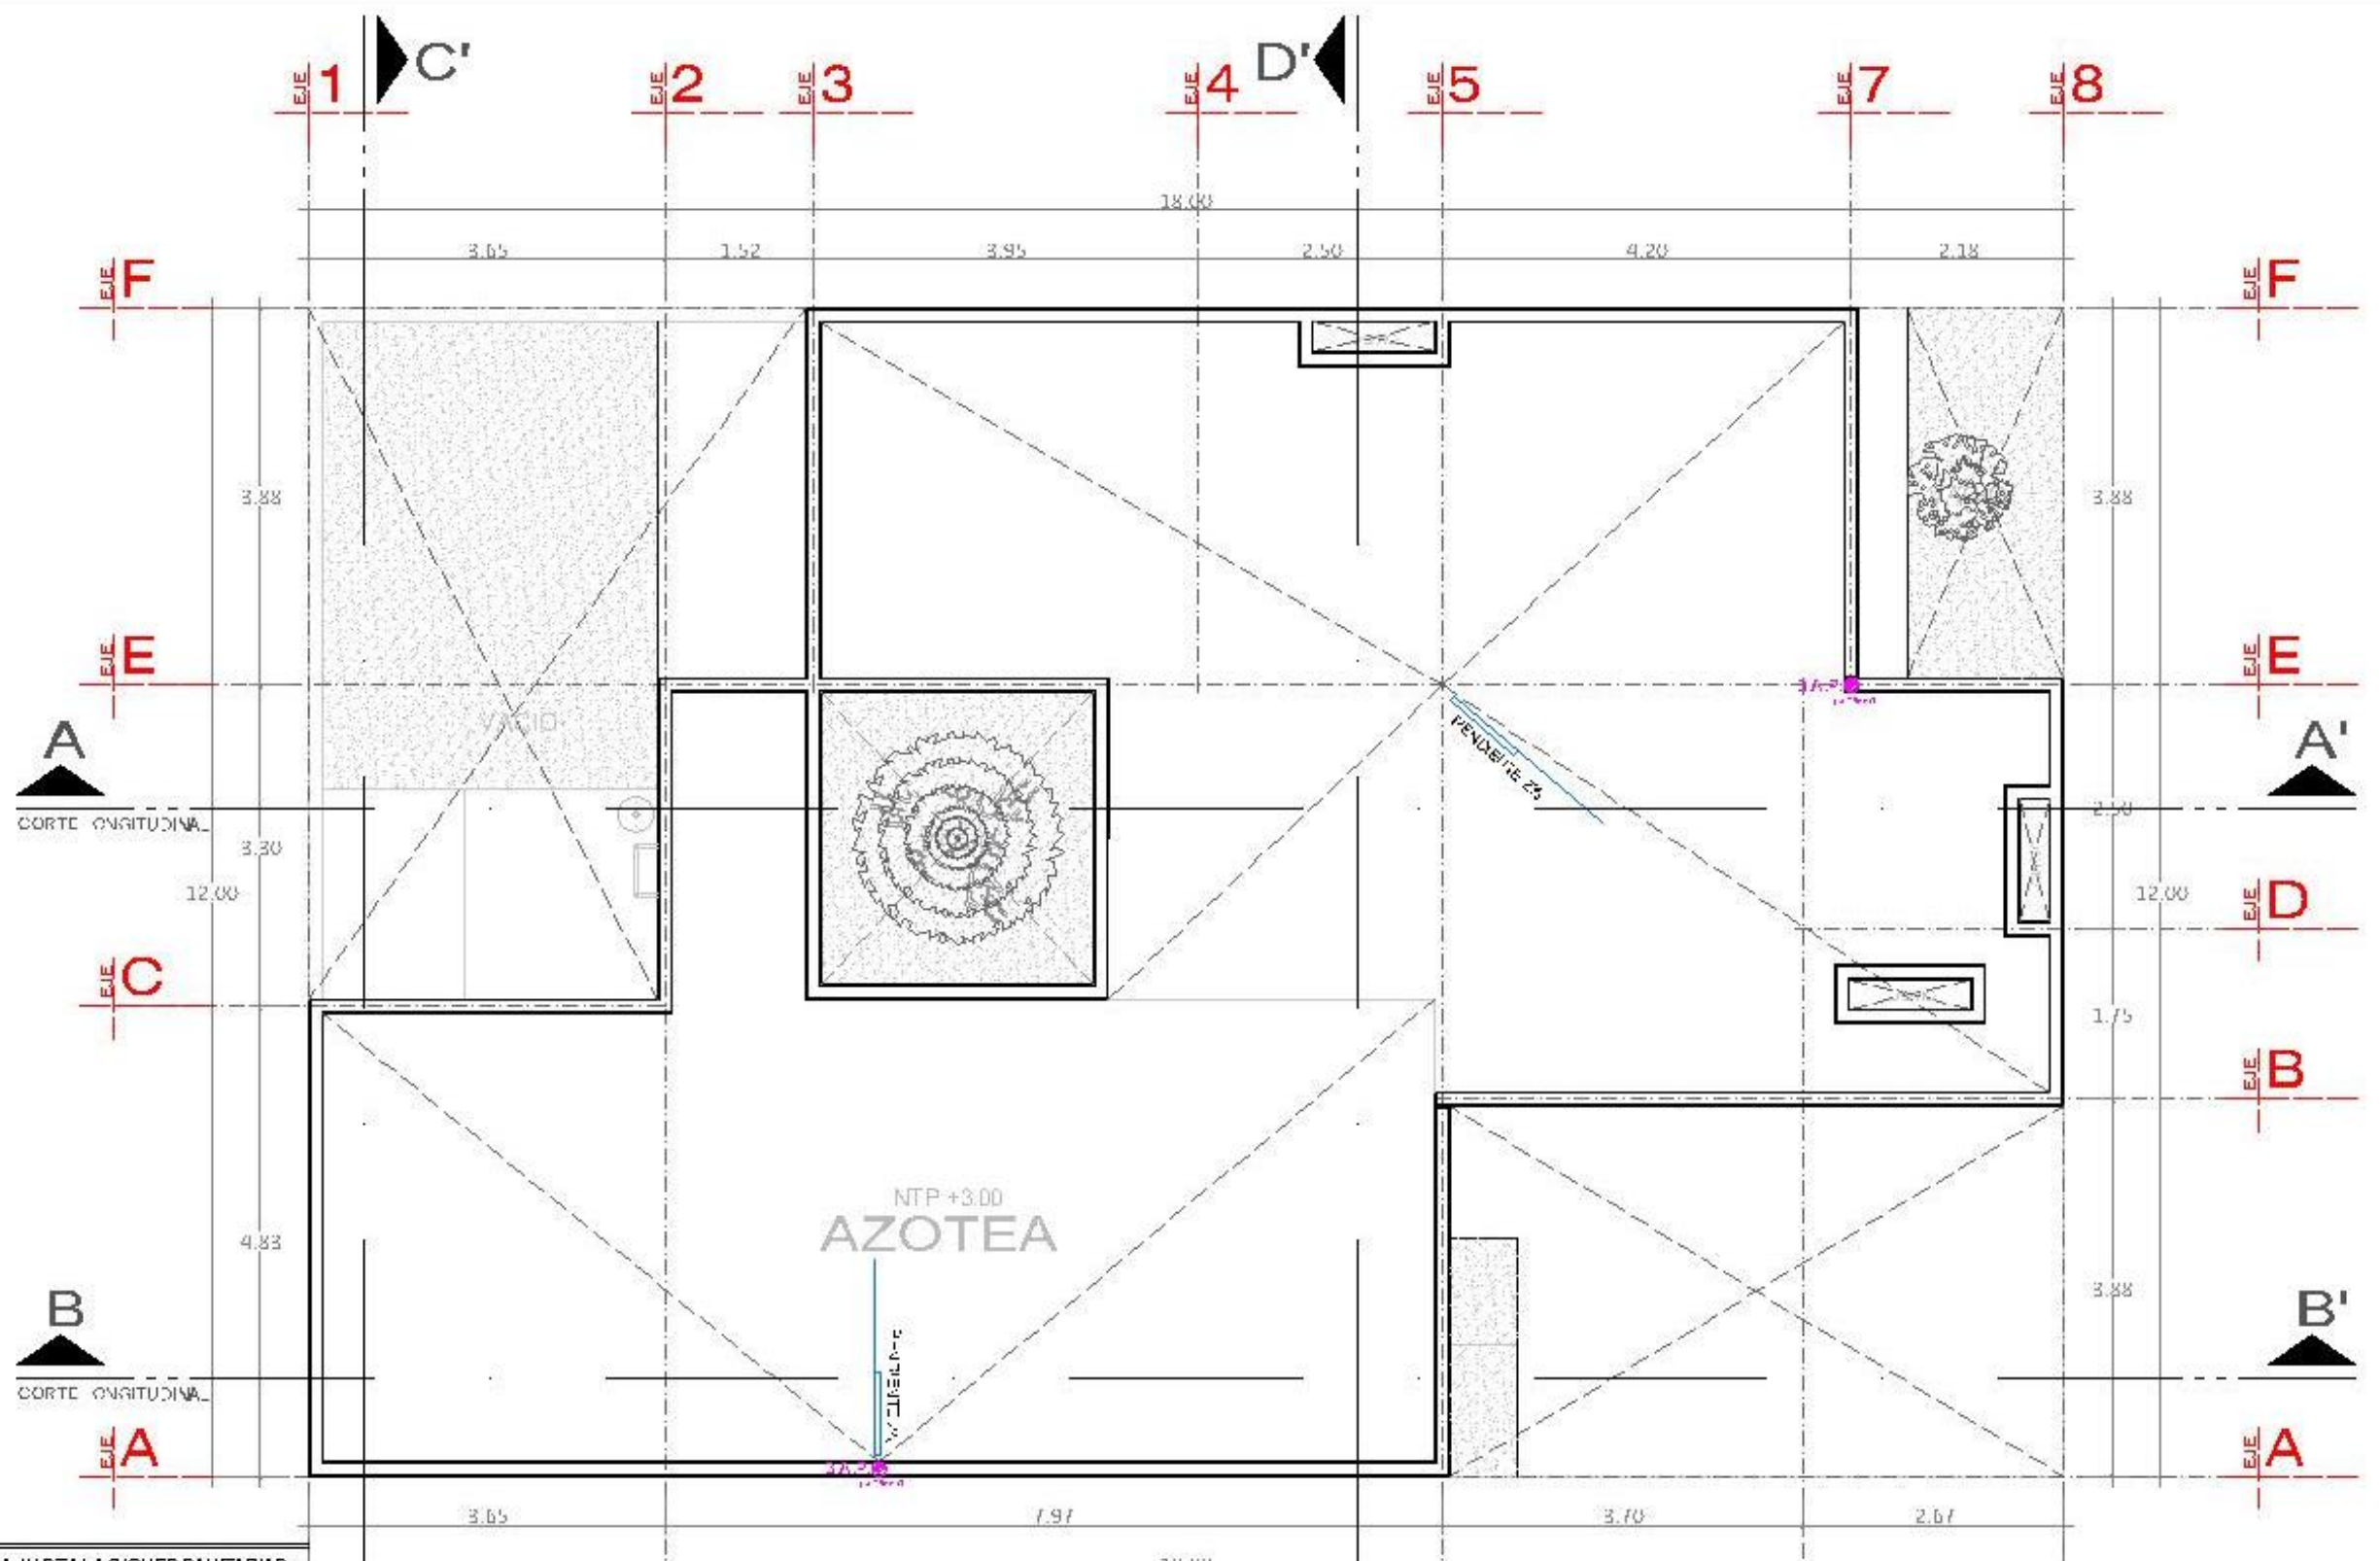 C'
D'
EJE 1
EJE 2
EJE 3
EJE 4
EJE 5
EJE 7
EJE 8
18.00
3.65
1.52
3.95
2.50
4.20
2.18
EJE F
EJE F
3.88
3.88
EJE E
EJE E
VACIO
PENDIENTE 2%
A
A'
CORTE
2.50
3.30
12.00
12.00
EJE D
EJE C
1.75
EJE B
NTP +3.00
AZOTEA
4.83
3.88
B
B'
CORTE
EJE A
EJE A
3.65
7.97
3.70
2.67